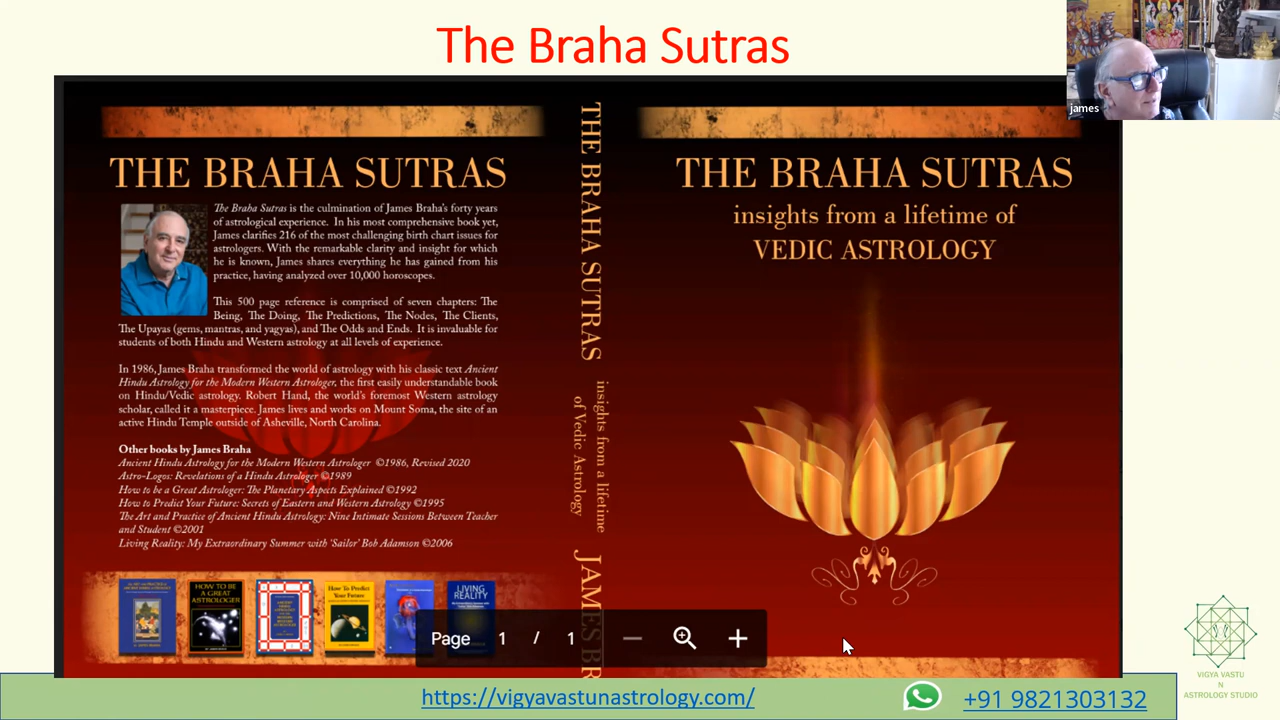 The Braha Sutras
james
THE BRAHA SUTRAS
The Braha Sutras is the culmination of James Braha's forty years
of astrological experience. In his most comprehensive book yet,
James clarifies 216 of the most challenging birth chart issues for
astrologers. With the remarkable clarity and insight for which
he is known, James shares everything he has gained from his
practice, having analyzed over 10,000 horoscopes.
This 500 page reference is comprised of seven chapters: The
Being, The Doing, The Predictions, The Nodes, The Clients,
The Upayas (gems, mantras, and yagyas), and The Odds and Ends. It is invaluable for
students of both Hindu and Western astrology at all levels of experience.
In 1986, James Braha transformed the world of astrology with his classic text Ancient
Hindu Astrology for the Modern Western Astrologer, the first easily understandable book
on Hindu/Vedic astrology. Robert Hand, the world's foremost Western astrology
scholar, called it a masterpiece. James lives and works on Mount Soma, the site of an
active Hindu Temple outside of Asheville, North Carolina.
Other books by James Braha
Ancient Hindu Astrology for the Modern Western Astrologer ©1986, Revised 2020
Astro-Logos: Revelations of a Hindu Astrologer ©1989
How to be a Great Astrologer: The Planetary Aspects Explained ©1992
How to Predict Your Future: Secrets of Eastern and Western Astrology ©1995
The Art and Practice of Ancient Hindu Astrology: Nine Intimate Sessions Between Teacher
and Student ©2001
Living Reality: My Extraordinary Summer with 'Sailor' Bob Adamson ©2006
HOW TO BE
A GREAT
ASTROLOGER
How To Predict
Your Future
LIVING
REALITY
THE BRAHA SUTRAS
insights from a lifetime
of Vedic Astrology
JAMES BR
THE BRAHA SUTRAS
insights from a lifetime of
VEDIC ASTROLOGY
Page 1 / 1
https://vigyavastunastrology.com/
+91 9821303132
VIGYA VASTU
N
ASTROLOGY STUDIO